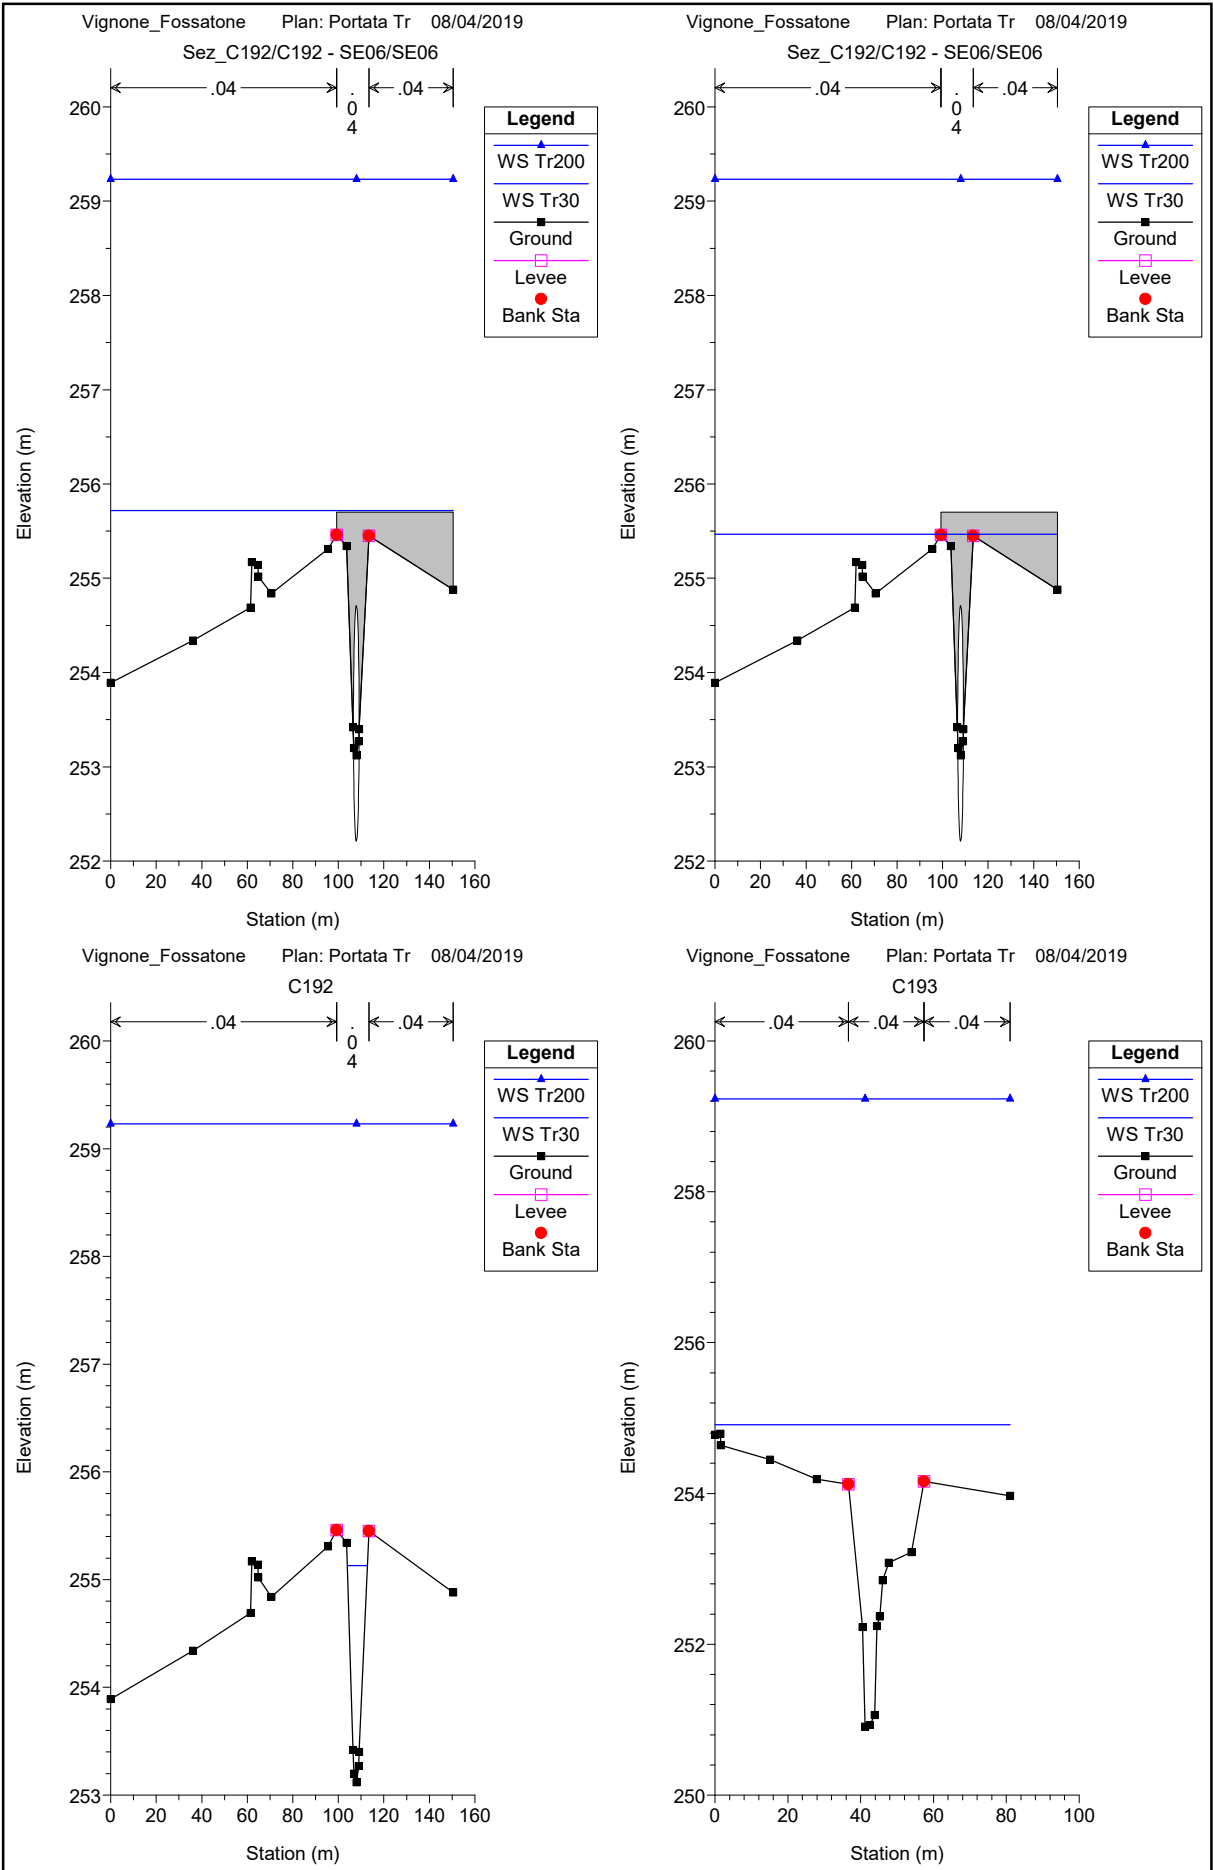 Vignone_Fossatone Plan: Portata Tr 08/04/2019
Sez_C192/C192 - SE06/SE06
.04 .04 .04
Legend
WS Tr200
WS Tr30
Ground
Levee
Bank Sta
260
259
258
257
256
255
254
253
252
Elevation (m)
0 20 40 60 80 100 120 140 160
Station (m)
Vignone_Fossatone Plan: Portata Tr 08/04/2019
Sez_C192/C192 - SE06/SE06
.04 .04 .04
Legend
WS Tr200
WS Tr30
Ground
Levee
Bank Sta
260
259
258
257
256
255
254
253
252
Elevation (m)
0 20 40 60 80 100 120 140 160
Station (m)
Vignone_Fossatone Plan: Portata Tr 08/04/2019
C192
.04 .04 .04
Legend
WS Tr200
WS Tr30
Ground
Levee
Bank Sta
260
259
258
257
256
255
254
253
Elevation (m)
0 20 40 60 80 100 120 140 160
Station (m)
Vignone_Fossatone Plan: Portata Tr 08/04/2019
C193
.04 .04 .04
Legend
WS Tr200
WS Tr30
Ground
Levee
Bank Sta
260
258
256
254
252
250
Elevation (m)
0 20 40 60 80 100
Station (m)